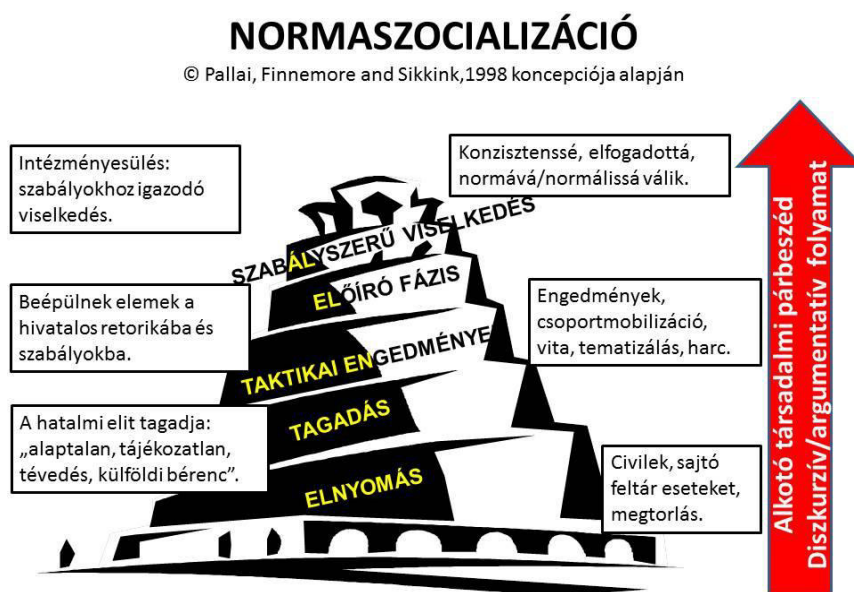 NORMASZOCIALIZÁCIÓ
© Pallai, Finnemore and Sikkink,1998 koncepciója alapján
Intézményesülés:
szabályokhoz igazodó
viselkedés.
Konzisztenssé, elfogadottá,
normává/normálissá válik.
SZABÁLYSZERŰ VISELKEDÉS
ELŐÍRÓ FÁZIS
Beépülnek elemek a
hivatalos retorikába és
szabályokba.
Engedmények,
csoportmobilizáció,
vita, tematizálás, harc.
TAKTIKAI ENGEDMÉNYE
TAGADÁS
A hatalmi elit tagadja:
„alaptalan, tájékozatlan,
tévedés, külföldi bérenc”.
ELNYOMÁS
Civilek, sajtó
feltár eseteket,
megtorlás.
Alkotó társadalmi párbeszéd
Diszkurzív/argumentatív folyamat